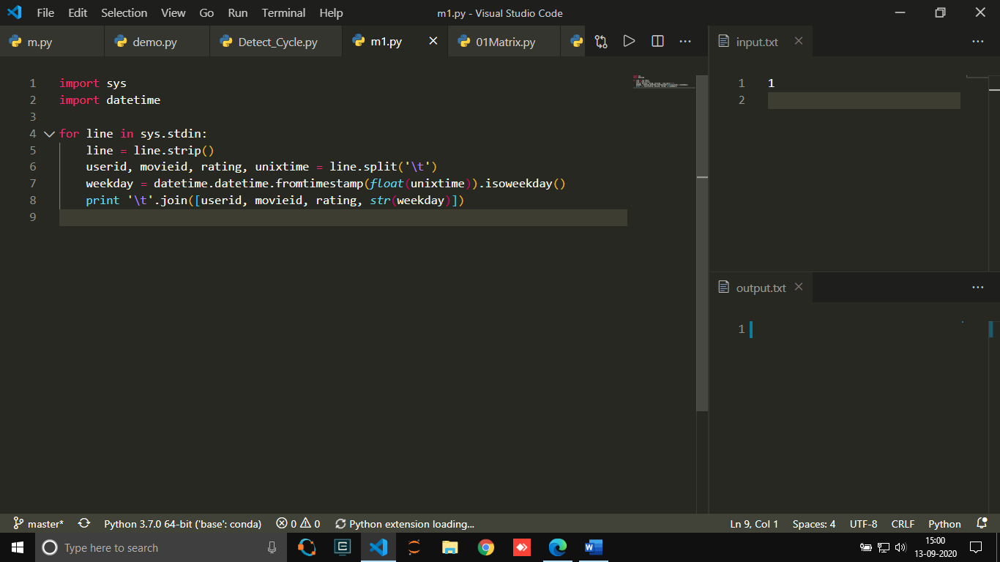 File Edit Selection View Go Run Terminal Help m1.py - Visual Studio Code
m.py demo.py Detect_Cycle.py m1.py 01Matrix.py
1 import sys
2 import datetime
3
4 for line in sys.stdin:
5 line = line.strip()
6 userid, movieid, rating, unixtime = line.split('\t')
7 weekday = datetime.datetime.fromtimestamp(float(unixtime)).isoweekday()
8 print '\t'.join([userid, movieid, rating, str(weekday)])
9
input.txt
1 1
2
output.txt
1
master* Python 3.7.0 64-bit ('base': conda) 0 0 Python extension loading... Ln 9, Col 1 Spaces: 4 UTF-8 CRLF Python
Type here to search
15:00
13-09-2020